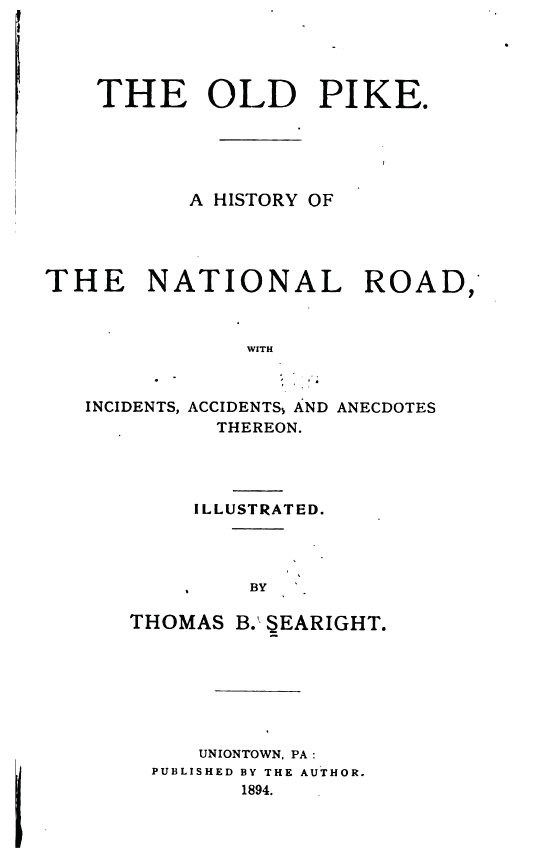 THE OLD PIKE.
A HISTORY OF
THE NATIONAL ROAD,
WITH
INCIDENTS, ACCIDENTS, AND ANECDOTES
THEREON.
ILLUSTRATED.
BY
THOMAS B. SEARIGHT.
UNIONTOWN, PA:
PUBLISHED BY THE AUTHOR.
1894.